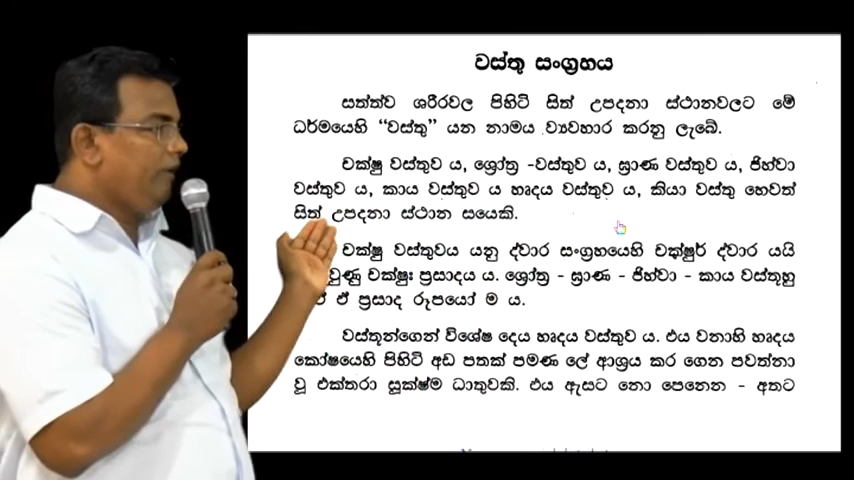 වස්තු සංග්‍රහය
සත්ත්ව ශරීරවල පිහිටි සිත් උපදනා ස්ථානවලට මේ
ධර්මයෙහි “වස්තු” යන නාමය ව්‍යවහාර කරනු ලැබේ.
චක්ෂු වස්තුව ය, ශ්‍රෝත්‍ර -වස්තුව ය, ඝ්‍රාණ වස්තුව ය, ජිහ්වා
වස්තුව ය, කාය වස්තුව ය හෘදය වස්තුව ය, කියා වස්තු හෙවත්
සිත් උපදනා ස්ථාන සයෙකි.
චක්ෂු වස්තුවය යනු ද්වාර සංග්‍රහයෙහි චක්ෂුර් ද්වාර යයි
චක්ෂුඃ ප්‍රසාදය ය. ශ්‍රෝත්‍ර - ඝ්‍රාණ - ජිහ්වා - කාය වස්තූහු
ඒ ප්‍රසාද රූපයෝ ම ය.
වස්තූන්ගෙන් විශේෂ දෙය හෘදය වස්තුව ය. එය වනාහි හෘදය
කෝෂයෙහි පිහිටි අඩ පතක් පමණ ලේ ආශ්‍රය කර ගෙන පවත්නා
වූ එක්තරා සූක්ෂ්ම ධාතුවකි. එය ඇසට නො පෙනෙන - අතට